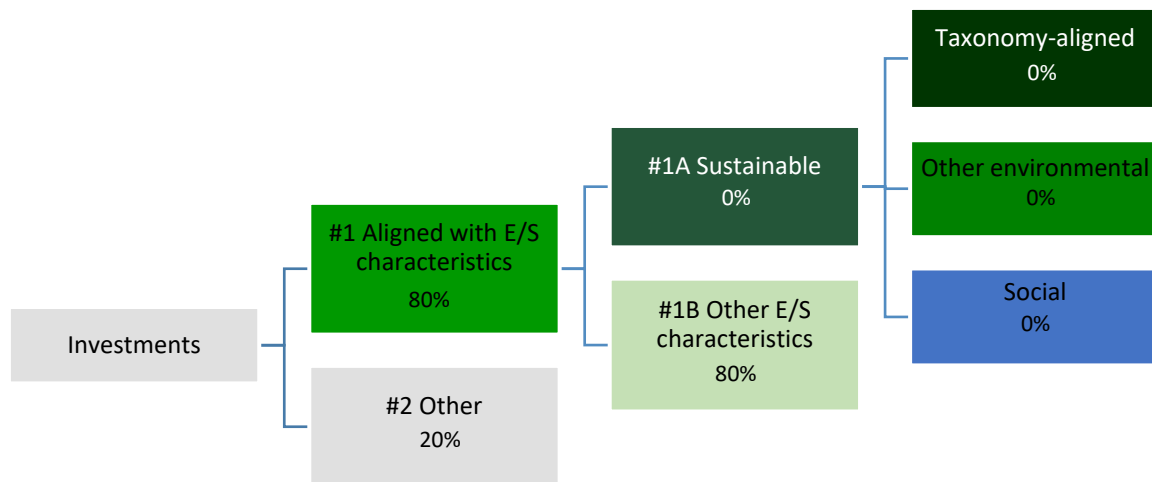 Investments
#1 Aligned with E/S
characteristics
80%
#2 Other
20%
#1A Sustainable
0%
#1B Other E/S
characteristics
80%
Taxonomy-aligned
0%
Other environmental
0%
Social
0%